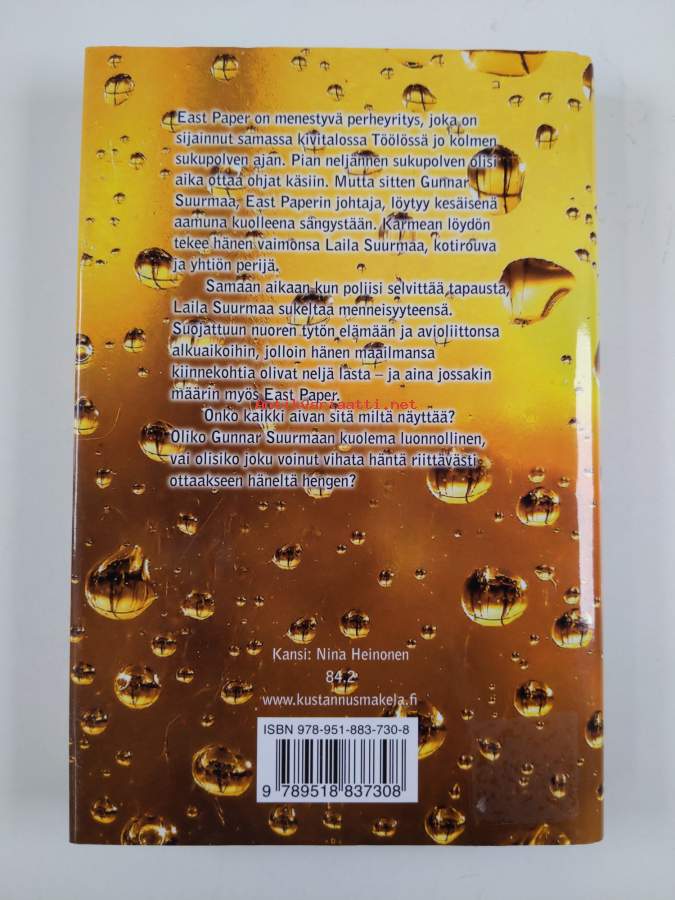 East Paper on menestyvä perheyritys, joka on
sijainnut samassa kivitalossa Töölössä jo kolmen
sukupolven ajan. Pian neljännen sukupolven olisi
aika ottaa ohjat käsiin. Mutta sitten Gunnar
Suurmaa, East Paperin johtaja, löytyy kesäisenä
aamuna kuolleena sängystään. Karmean löydön
tekee hänen vaimonsa Laila Suurmaa, kotirouva
ja yhtiön perijä.
Samaan aikaan kun poliisi selvittää tapausta,
Laila Suurmaa sukeltaa menneisyyteensä.
Suojattuun nuoren tytön elämään ja avioliittonsa
alkuaikoihin, jolloin hänen maailmansa
kiinnekohtia olivat neljä lasta – ja aina jossakin
määrin myös East Paper.
antikvariaatti.net
Onko kaikki aivan sitä miltä näyttää?
Oliko Gunnar Suurmaan kuolema luonnollinen,
vai olisiko joku voinut vihata häntä riittävästi
ottaakseen häneltä hengen?
Kansi: Nina Heinonen
84.2
www.kustannusmakela.fi
ISBN 978-951-883-730-8
9 789518 837308